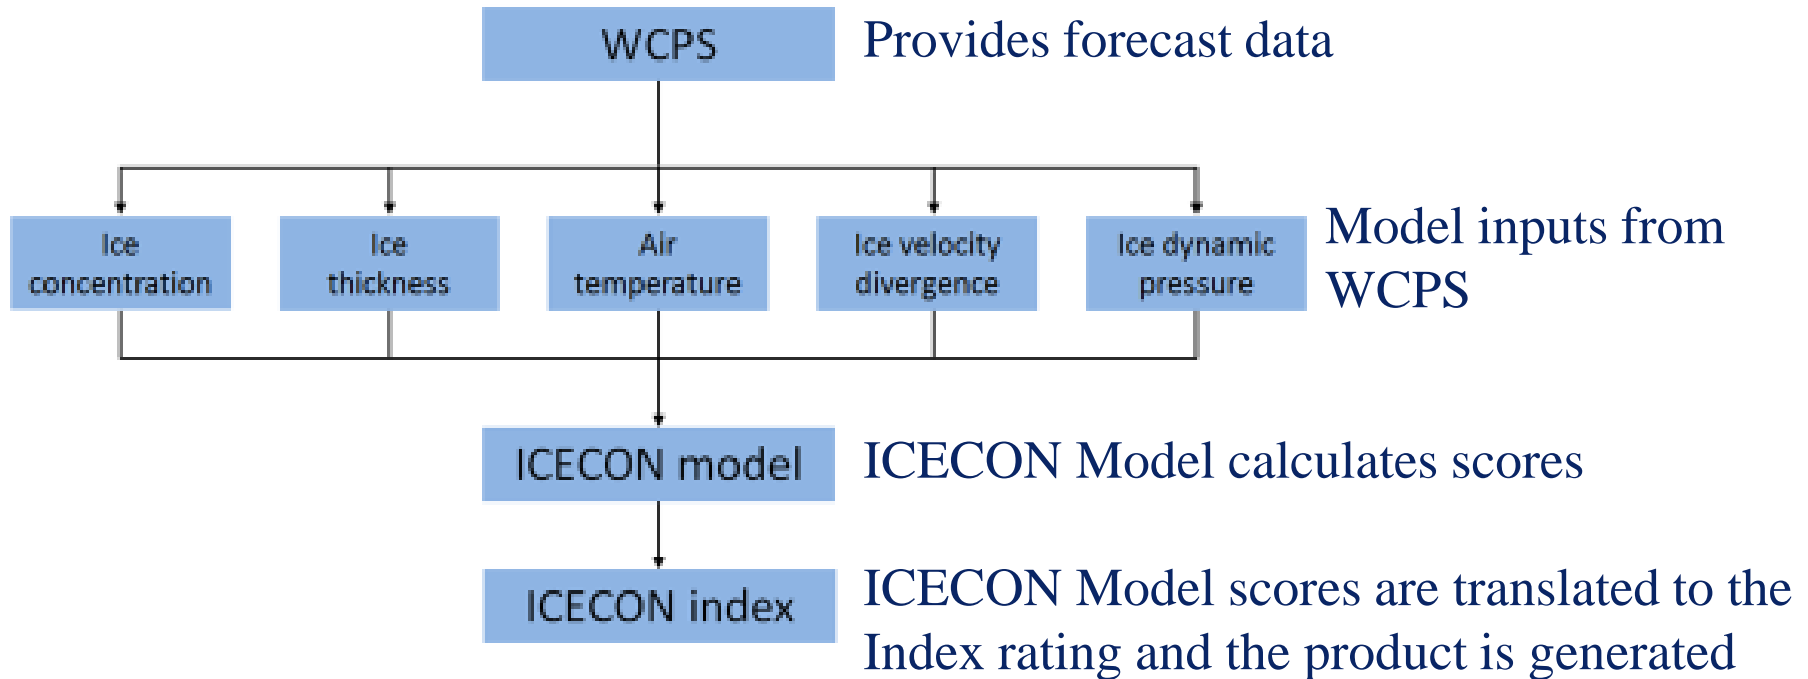 WCPS
Provides forecast data
Ice
concentration
Ice
thickness
Air
temperature
Ice velocity
divergence
Ice dynamic
pressure
Model inputs from
WCPS
ICECON model
ICECON Model calculates scores
ICECON index
ICECON Model scores are translated to the
Index rating and the product is generated